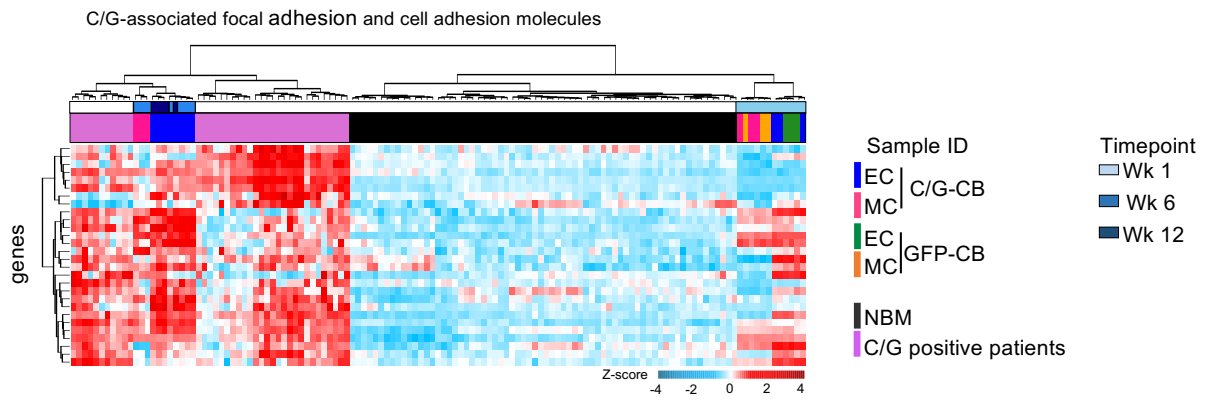 C/G-associated focal adhesion and cell adhesion molecules
genes
Sample ID
EC
MC
C/G-CB
EC
MC
GFP-CB
NBM
C/G positive patients
Timepoint
Wk 1
Wk 6
Wk 12
Z-score
-4 -2 0 2 4